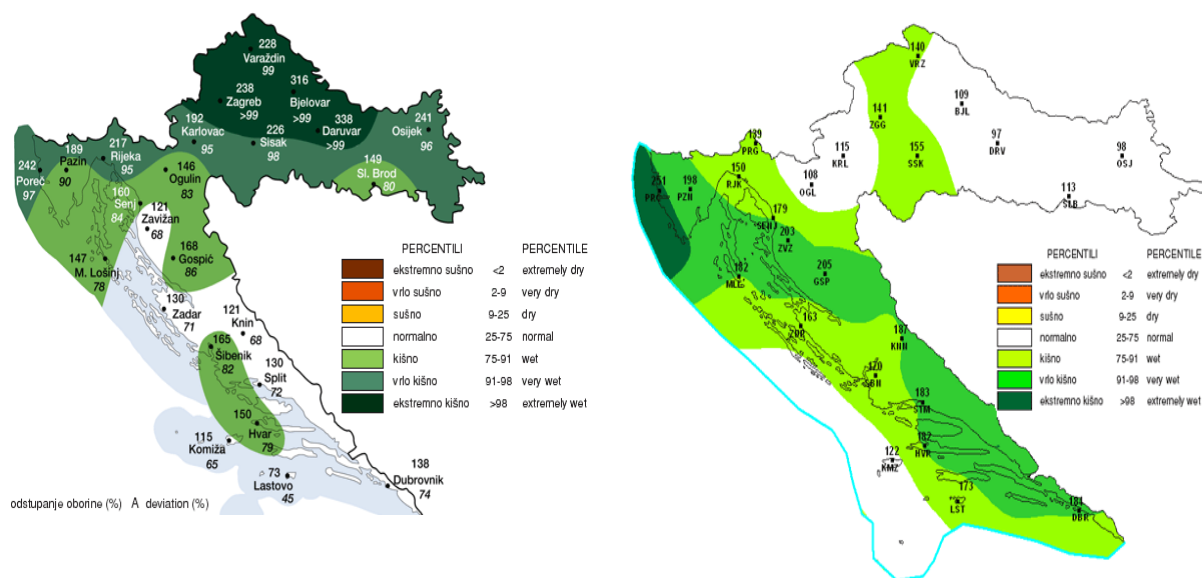 228
Varaždin
99
238
Zagreb
>99
316
Bjelovar
>99
338
Daruvar
>99
241
Osijek
96
192
Karlovac
95
226
Sisak
98
149
Sl. Brod
80
242
Poreč
97
189
Pazin
90
217
Rijeka
95
146
Ogulin
83
160
Senj
84
121
Zavižan
68
168
Gospić
86
147
M. Lošinj
78
130
Zadar
71
121
Knin
68
165
Šibenik
82
130
Split
72
150
Hvar
79
115
Komiža
65
73
Lastovo
45
138
Dubrovnik
74
odstupanje oborine (%) A deviation (%)
PERCENTILI PERCENTILE
ekstremno sušno <2 extremely dry
vrlo sušno 2-9 very dry
sušno 9-25 dry
normalno 25-75 normal
kišno 75-91 wet
vrlo kišno 91-98 very wet
ekstremno kišno >98 extremely wet
140
VRZ
141
ZGG
109
BJL
139
PRG
115
KRL
155
SSK
97
DRV
98
OSJ
108
OGL
113
SLB
251
198
PZN
150
RJK
179
SENJ
203
ZVZ
182
205
GSP
163
ZDR
187
KNN
170
SBH
183
STM
182
HVR
122
KMZ
173
LST
184
DBR
PERCENTILI PERCENTILE
ekstremno sušno <2 extremely dry
vrlo sušno 2-9 very dry
sušno 9-25 dry
normalno 25-75 normal
kišno 75-91 wet
vrlo kišno 91-98 very wet
ekstremno kišno >98 extremely wet